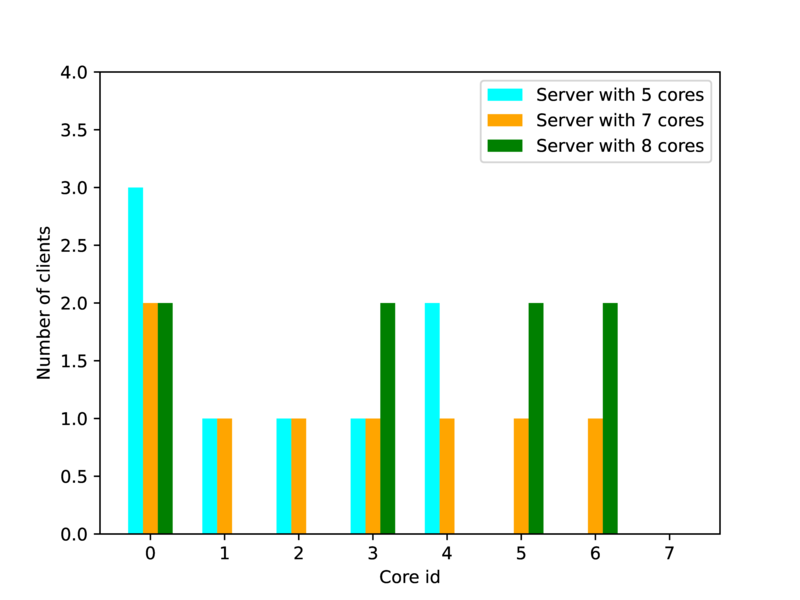 4.0
3.5
3.0
2.5
2.0
1.5
1.0
0.5
0.0
Number of clients
Server with 5 cores
Server with 7 cores
Server with 8 cores
0 1 2 3 4 5 6 7
Core id